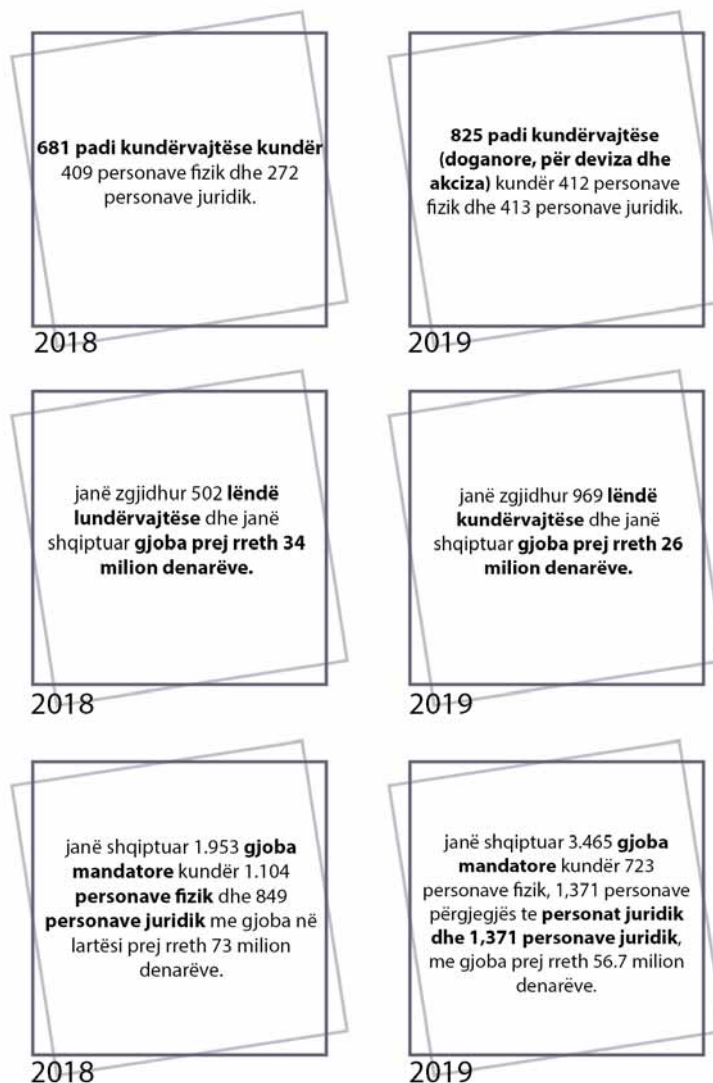 681 padi kundërvajtëse kundër
409 personave fizik dhe 272
personave juridik.
2018
825 padi kundërvajtëse
(doganore, për deviza dhe
akciza) kundër 412 personave
fizik dhe 413 personave juridik.
2019
janë zgjidhur 502 lëndë
lundërvajtëse dhe janë
shqiptuar gjoba prej rreth 34
milion denarëve.
2018
janë zgjidhur 969 lëndë
kundërvajtëse dhe janë
shqiptuar gjoba prej rreth 26
milion denarëve.
2019
janë shqiptuar 1.953 gjoba
mandatore kundër 1.104
personave fizik dhe 849
personave juridik me gjoba në
lartësi prej rreth 73 milion
denarëve.
2018
janë shqiptuar 3.465 gjoba
mandatore kundër 723
personave fizik, 1,371 personave
përgjegjës te personat juridik
dhe 1,371 personave juridik,
me gjoba prej rreth 56.7 milion
denarëve.
2019